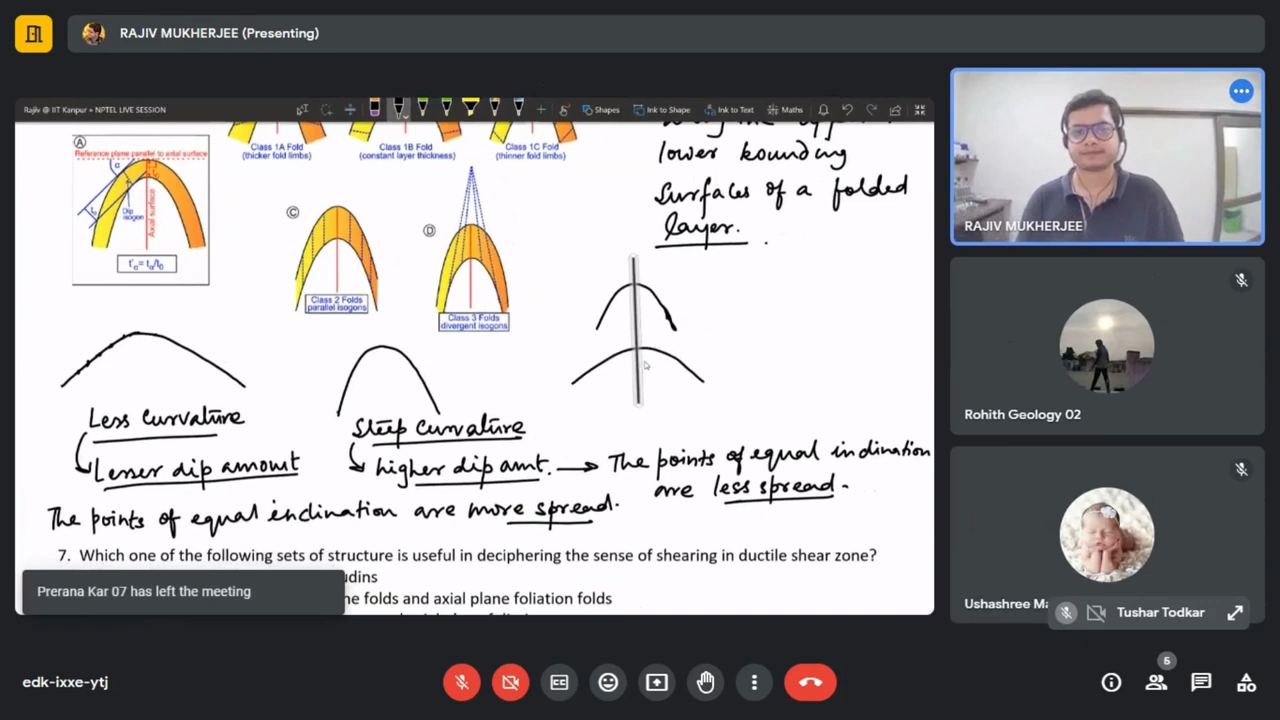 RAJIV MUKHERJEE (Presenting)
Rajiv @ IIT Kanpur + NPTEL LIVE SESSION
Shapes
Ink to Shape
Ink to Text
Maths
A
Reference plane parallel to axial surface
α
Dip isogon
Axial surface
t'α = tα/t0
Class 1A Fold
(thicker fold limbs)
Class 1B Fold
(constant layer thickness)
Class 1C Fold
(thinner fold limbs)
C
Class 2 Folds
parallel isogons
D
Class 3 Folds
divergent isogons
lower bounding
surfaces of a folded
layer.
Less curvature
Lesser dip amount
Steep curvature
higher dip amt. → The points of equal inclination
are less spread.
The points of equal inclination are more spread.
7. Which one of the following sets of structure is useful in deciphering the sense of shearing in ductile shear zone?
udins
ne folds and axial plane foliation folds
Prerana Kar 07 has left the meeting
RAJIV MUKHERJEE
Rohith Geology 02
Ushashree Ma
Tushar Todkar
edk-ixxe-ytj
5